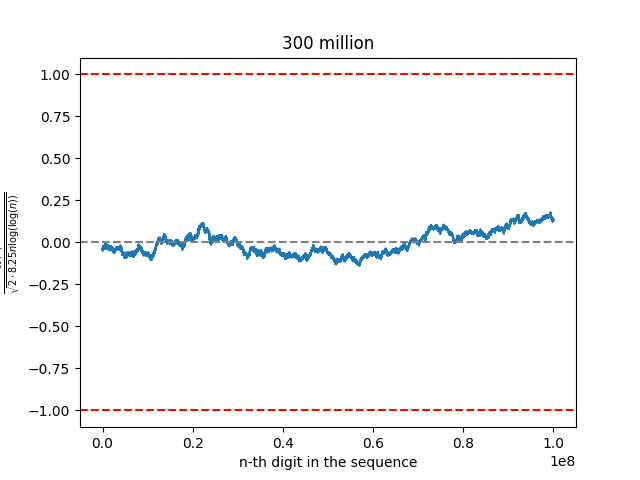 300 million
1.00
0.75
0.50
0.25
0.00
−0.25
−0.50
−0.75
−1.00
√2 · 8.25nlog(log(n))
0.0 0.2 0.4 0.6 0.8 1.0
1e8
n-th digit in the sequence